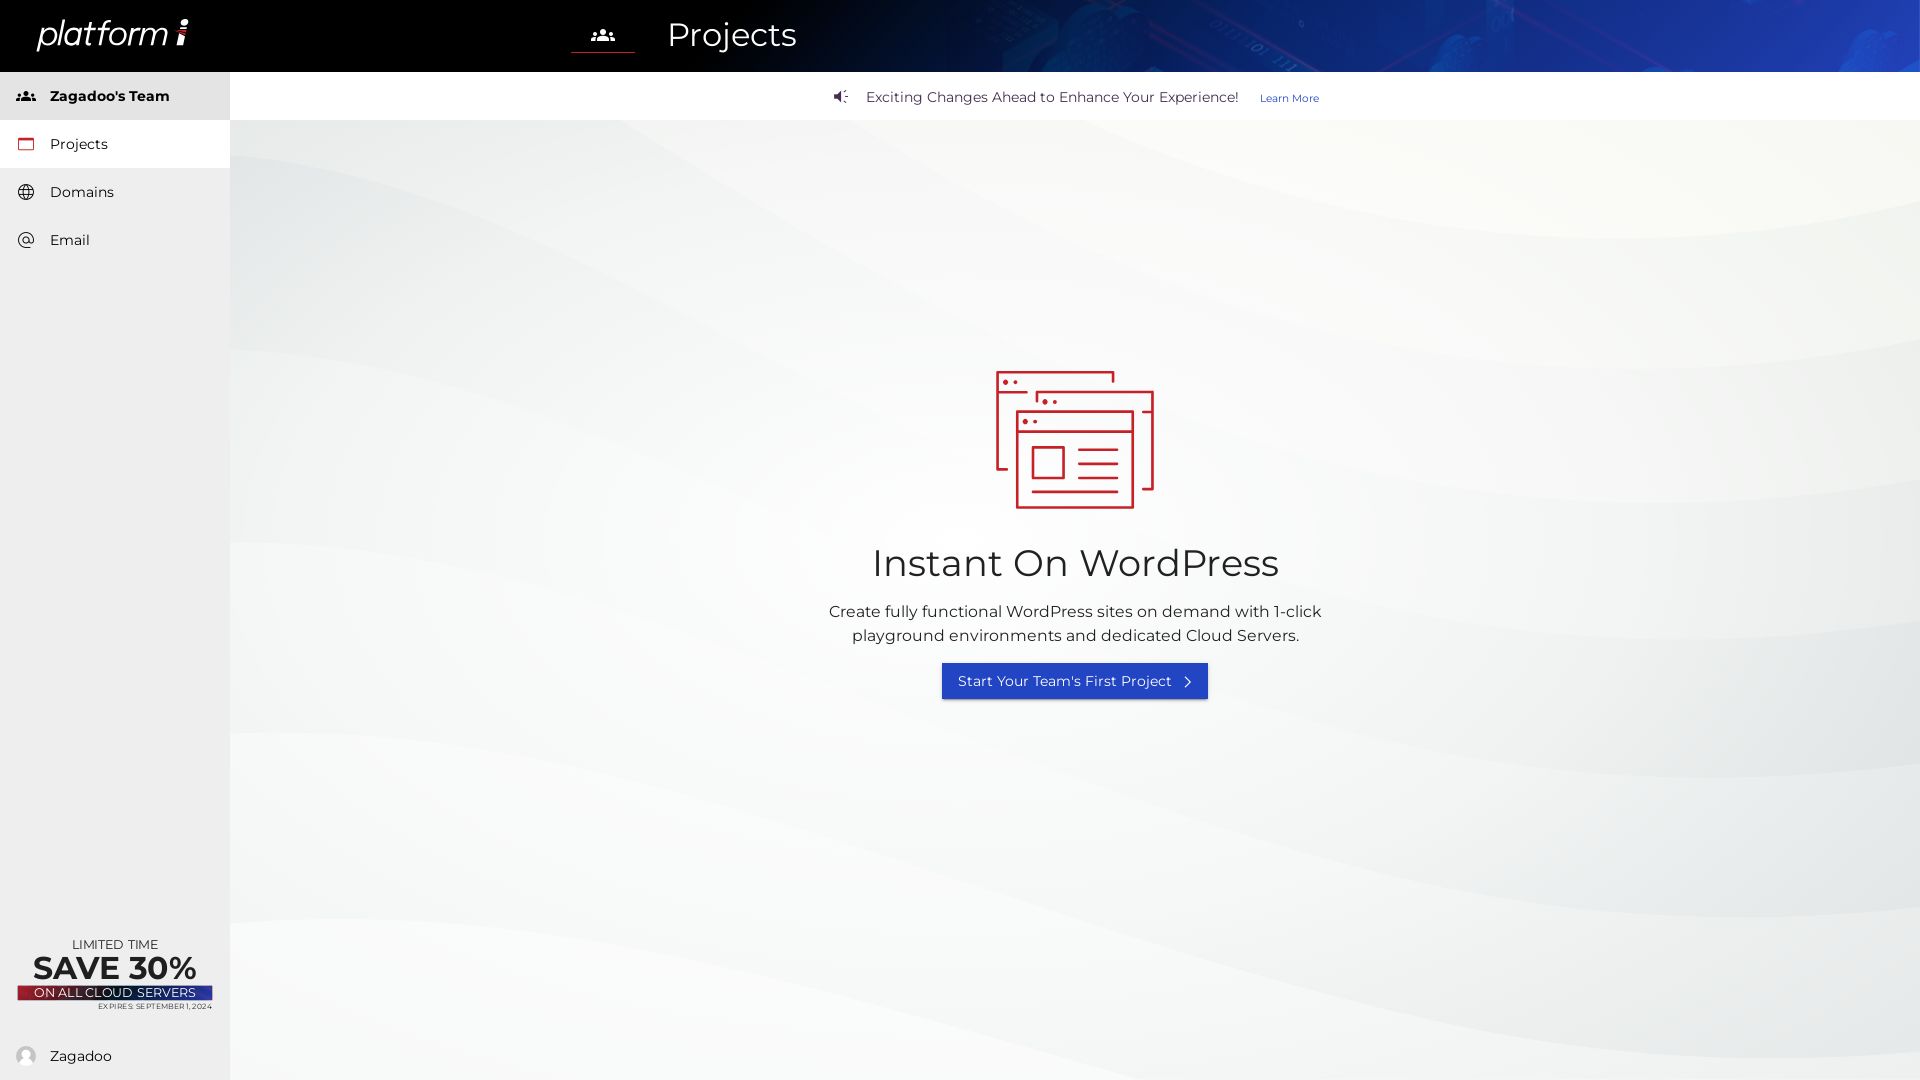 platform i
Projects
Zagadoo's Team
Exciting Changes Ahead to Enhance Your Experience! Learn More
Projects
Domains
Email
Instant On WordPress
Create fully functional WordPress sites on demand with 1-click
playground environments and dedicated Cloud Servers.
Start Your Team's First Project
LIMITED TIME
SAVE 30%
ON ALL CLOUD SERVERS
EXPIRES: SEPTEMBER 1, 2024
Zagadoo